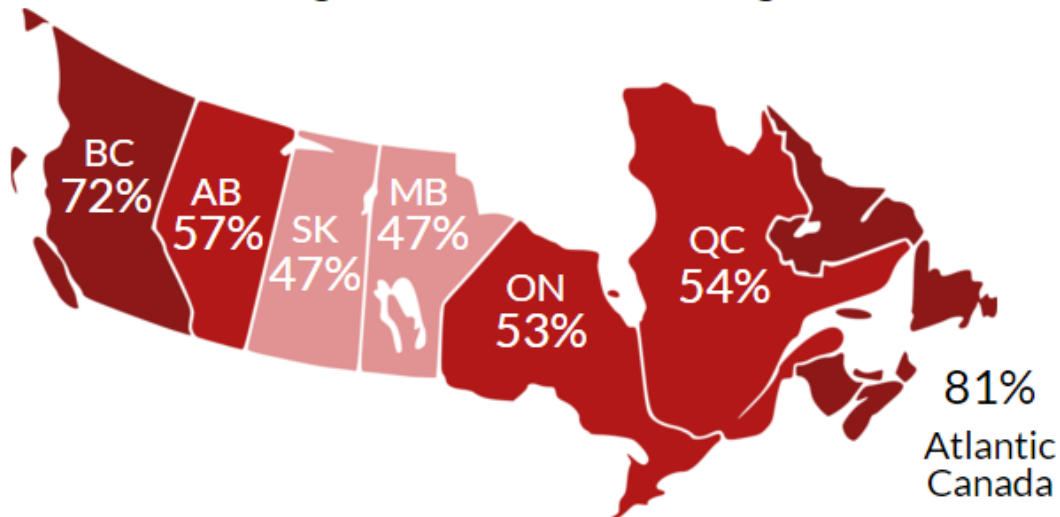 BC
72%
AB
57%
SK
47%
MB
47%
ON
53%
QC
54%
81%
Atlantic
Canada